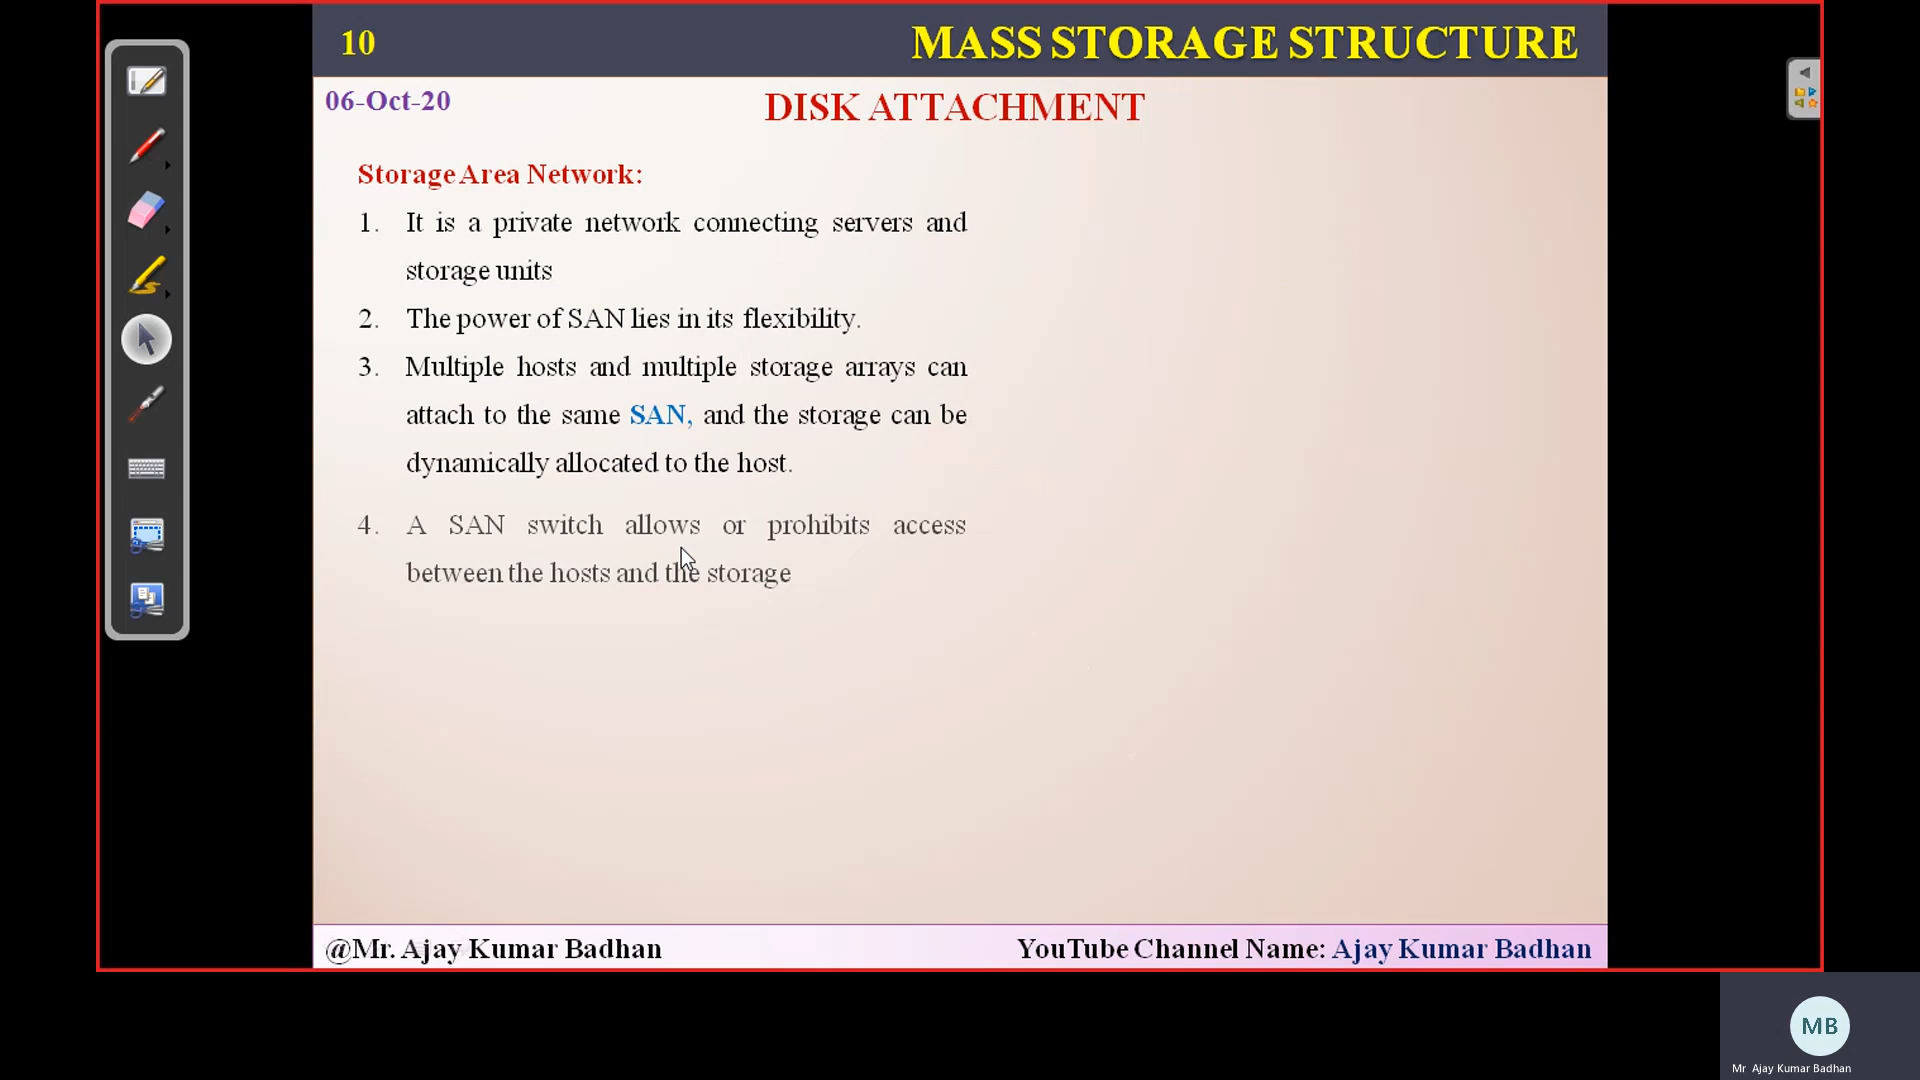 10
MASS STORAGE STRUCTURE
06-Oct-20
DISK ATTACHMENT
Storage Area Network:
1. It is a private network connecting servers and
storage units
2. The power of SAN lies in its flexibility.
3. Multiple hosts and multiple storage arrays can
attach to the same SAN, and the storage can be
dynamically allocated to the host.
4. A SAN switch allows or prohibits access
between the hosts and the storage
@Mr. Ajay Kumar Badhan
YouTube Channel Name: Ajay Kumar Badhan
MB
Mr Ajay Kumar Badhan